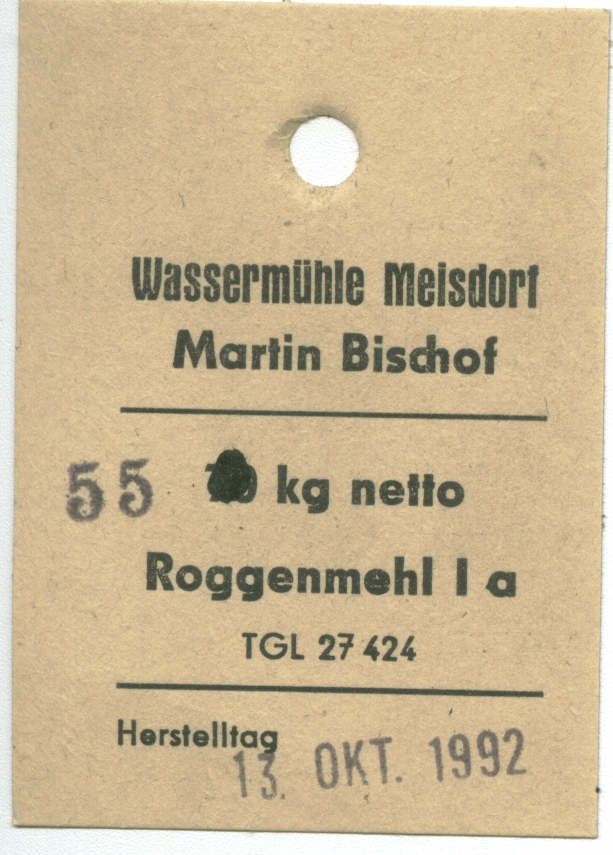 Wassermühle Meisdorf
Martin Bischof
55 kg netto
Roggenmehl I a
TGL 27 424
Herstelltag
13. OKT. 1992